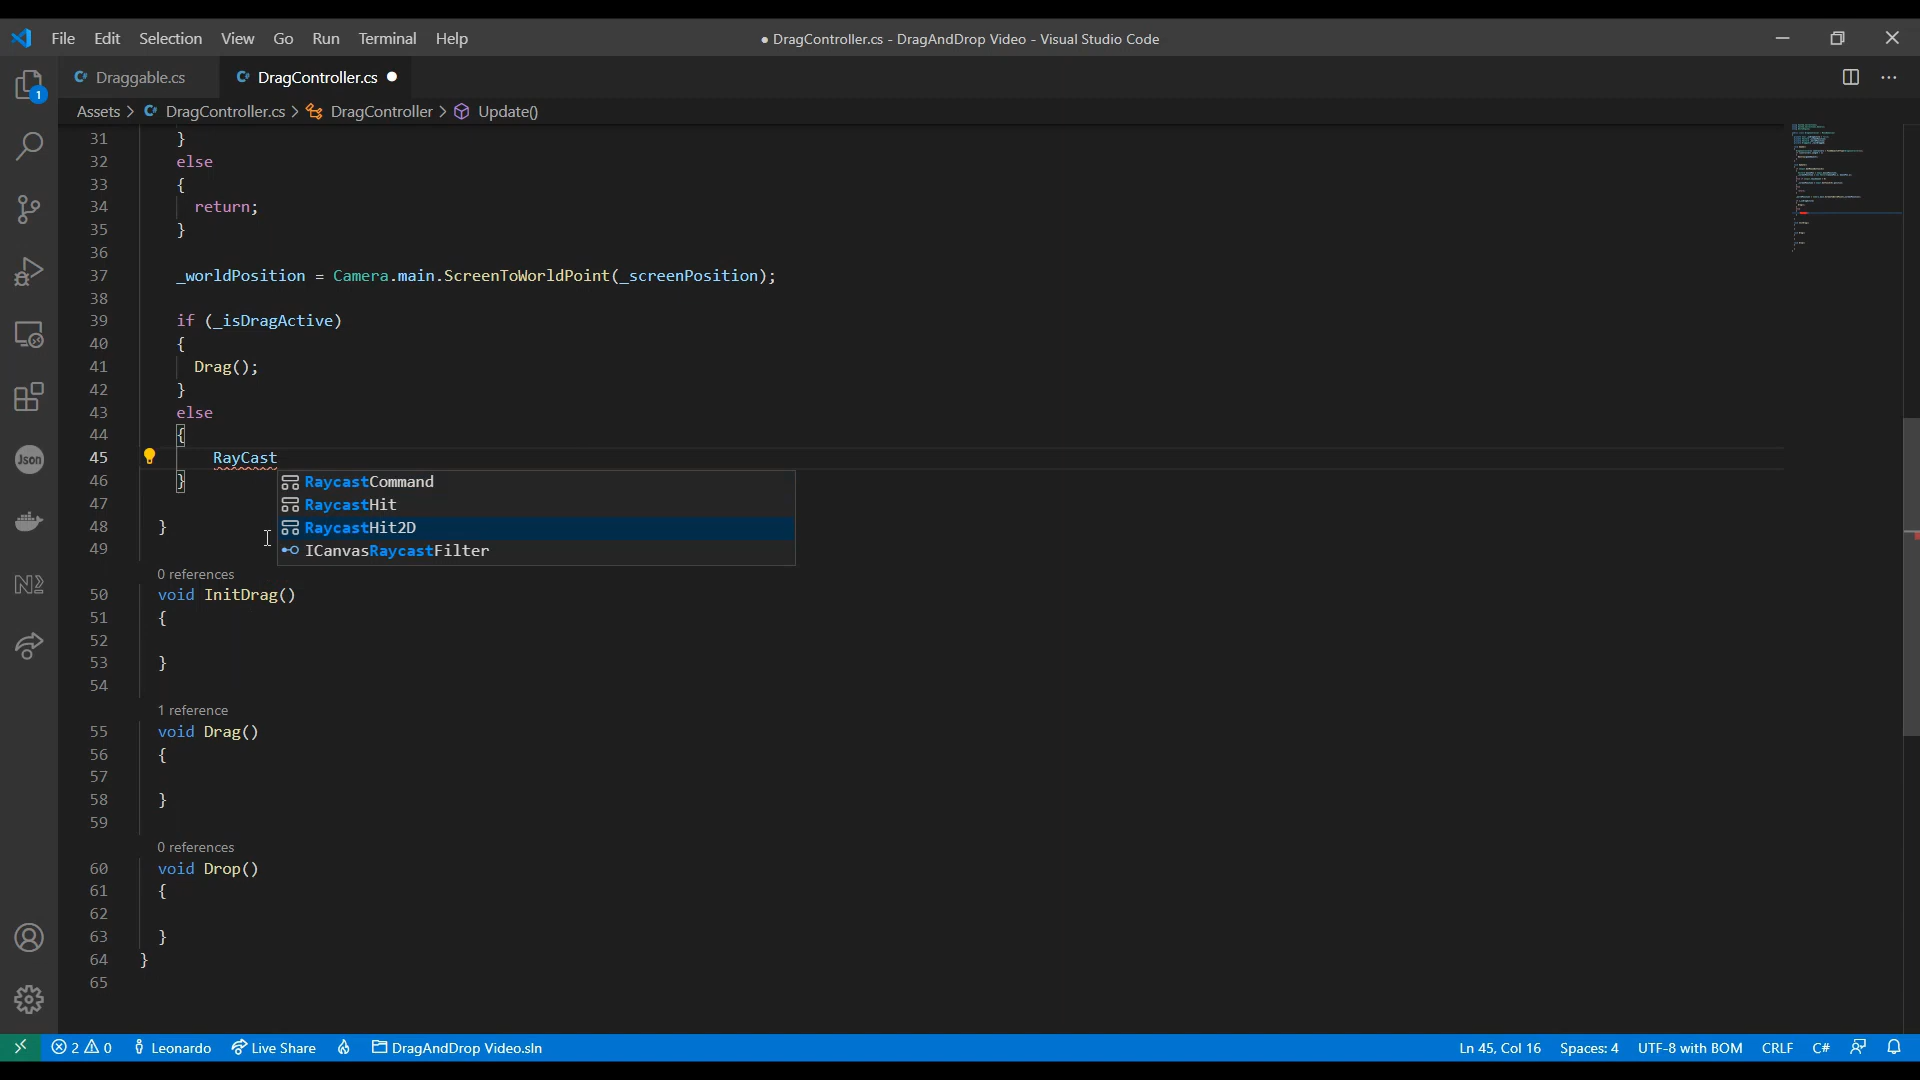 File Edit Selection View Go Run Terminal Help ● DragController.cs - DragAndDrop Video - Visual Studio Code
Draggable.cs DragController.cs
Assets > DragController.cs > DragController > Update()
31 }
32 else
33 {
34 return;
35 }
36
37 _worldPosition = Camera.main.ScreenToWorldPoint(_screenPosition);
38
39 if (_isDragActive)
40 {
41 Drag();
42 }
43 else
44 {
45 RayCast
46 }
RaycastCommand
RaycastHit
RaycastHit2D
ICanvasRaycastFilter
47
48 }
49
0 references
50 void InitDrag()
51 {
52
53 }
54
1 reference
55 void Drag()
56 {
57
58 }
59
0 references
60 void Drop()
61 {
62
63 }
64 }
65
1
Json
2 0 Leonardo Live Share DragAndDrop Video.sln Ln 45, Col 16 Spaces: 4 UTF-8 with BOM CRLF C#